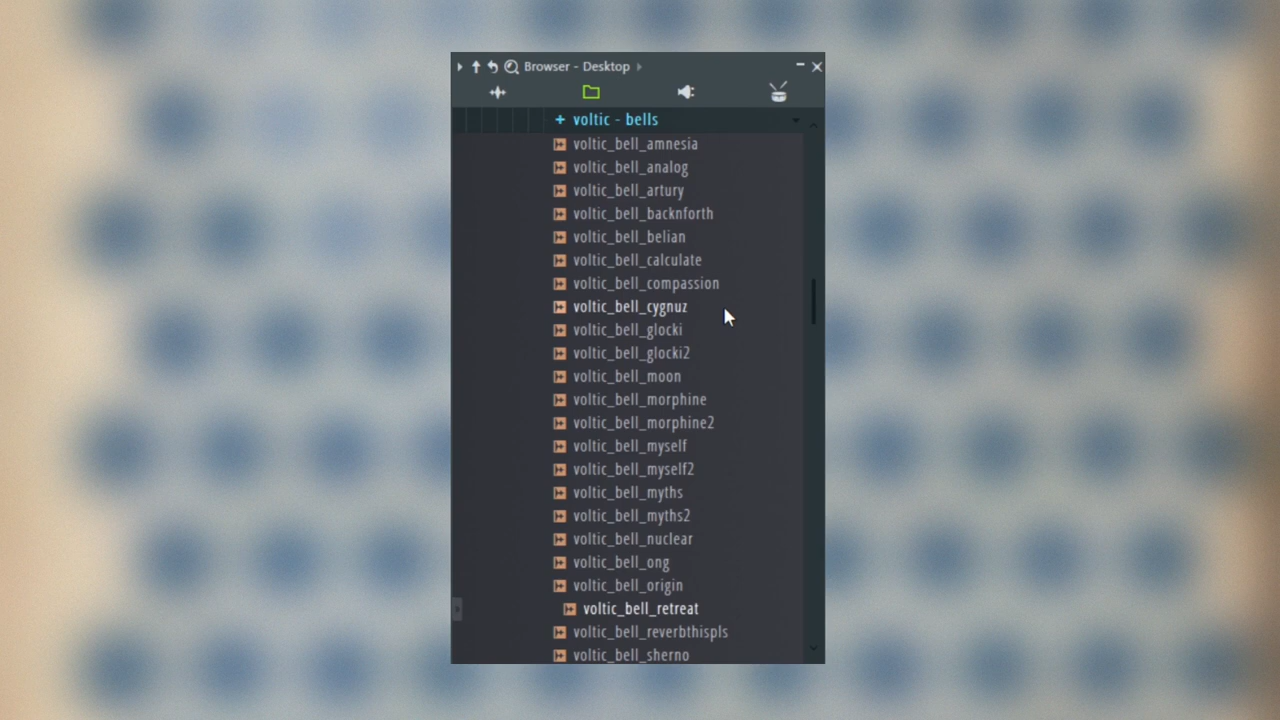 Browser - Desktop
voltic - bells
voltic_bell_amnesia
voltic_bell_analog
voltic_bell_artury
voltic_bell_backnforth
voltic_bell_belian
voltic_bell_calculate
voltic_bell_compassion
voltic_bell_cygnuz
voltic_bell_glocki
voltic_bell_glocki2
voltic_bell_moon
voltic_bell_morphine
voltic_bell_morphine2
voltic_bell_myself
voltic_bell_myself2
voltic_bell_myths
voltic_bell_myths2
voltic_bell_nuclear
voltic_bell_ong
voltic_bell_origin
voltic_bell_retreat
voltic_bell_reverbthispls
voltic_bell_sherno